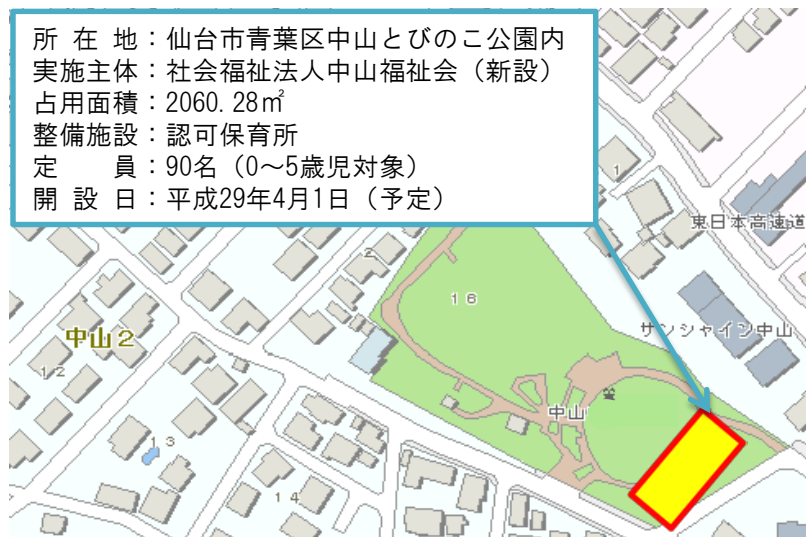 所 在 地：仙台市青葉区中山とびのこ公園内
実施主体：社会福祉法人中山福祉会（新設）
占用面積：2060.28㎡
整備施設：認可保育所
定　　員：90名（0～5歳児対象）
開 設 日：平成29年4月1日（予定）
1
東日本高速道
2
16
サンシャイン中山
中山2
12
中山
13
14